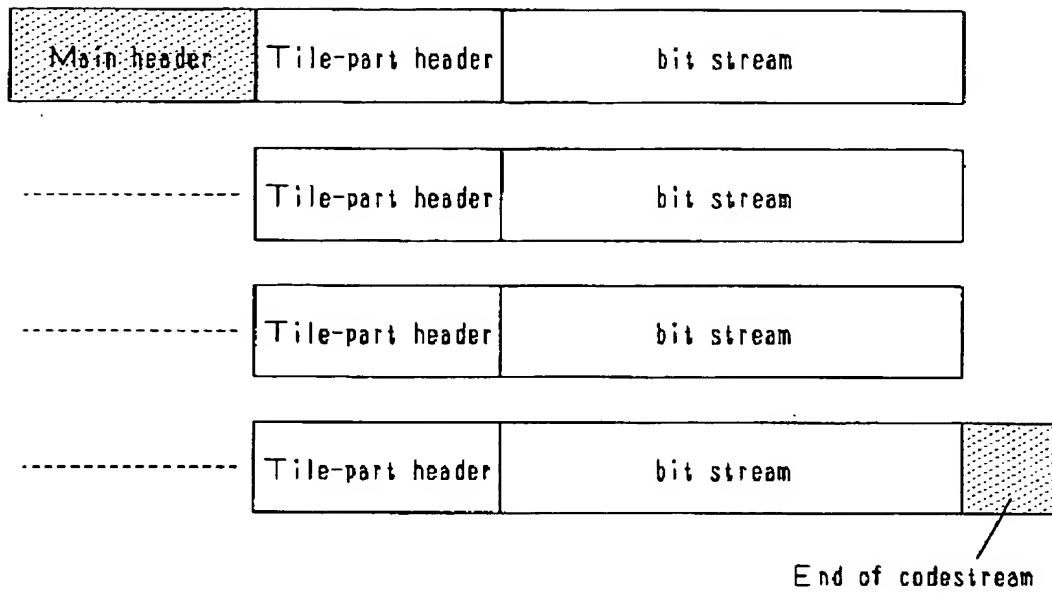 Main header Tile-part header bit stream
Tile-part header bit stream
Tile-part header bit stream
Tile-part header bit stream
End of codestream